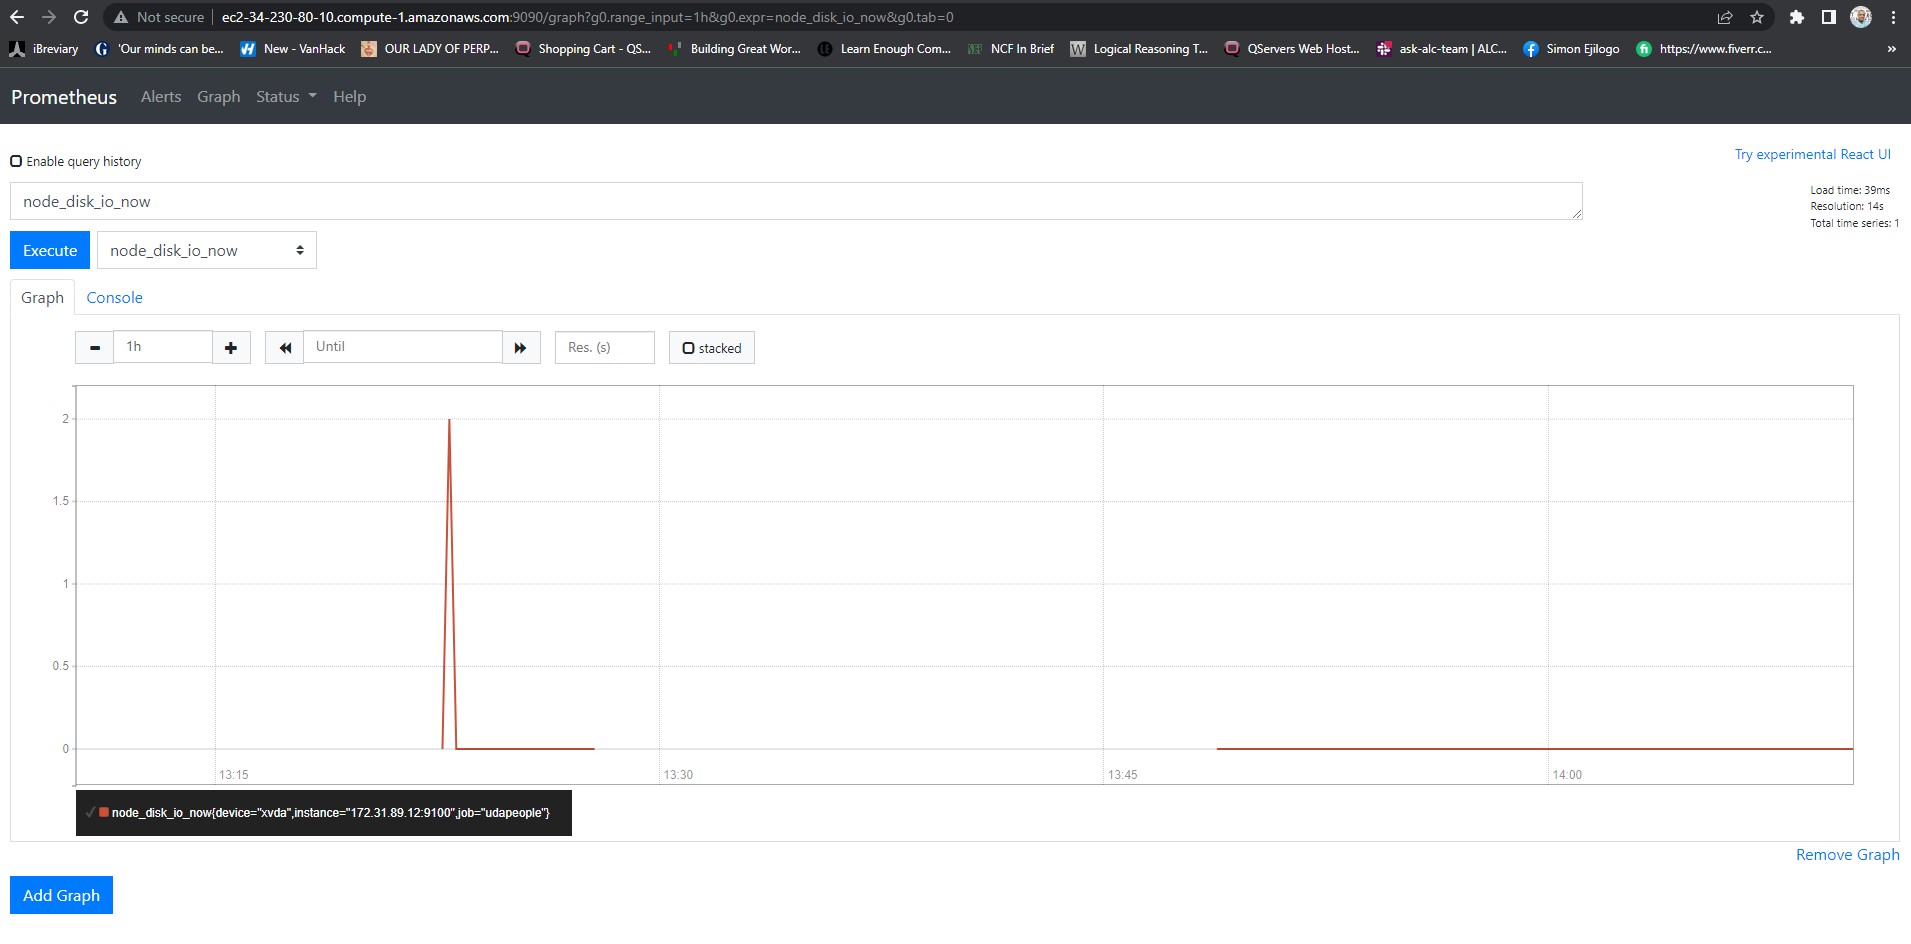 Not secure | ec2-34-230-80-10.compute-1.amazonaws.com:9090/graph?g0.range_input=1h&g0.expr=node_disk_io_now&g0.tab=0
iBreviary 'Our minds can be... New - VanHack OUR LADY OF PERP... Shopping Cart - QS... Building Great Wor... Learn Enough Com... NCF In Brief Logical Reasoning T... QServers Web Host... ask-alc-team | ALC... Simon Ejilogo https://www.fiverr.c... »
Prometheus Alerts Graph Status Help
Enable query history
Try experimental React UI
node_disk_io_now
Load time: 39ms
Resolution: 14s
Total time series: 1
Execute node_disk_io_now
Graph Console
1h Until Res. (s) stacked
2
1.5
1
0.5
0
13:15 13:30 13:45 14:00
node_disk_io_now{device="xvda",instance="172.31.89.12:9100",job="udapeople"}
Remove Graph
Add Graph